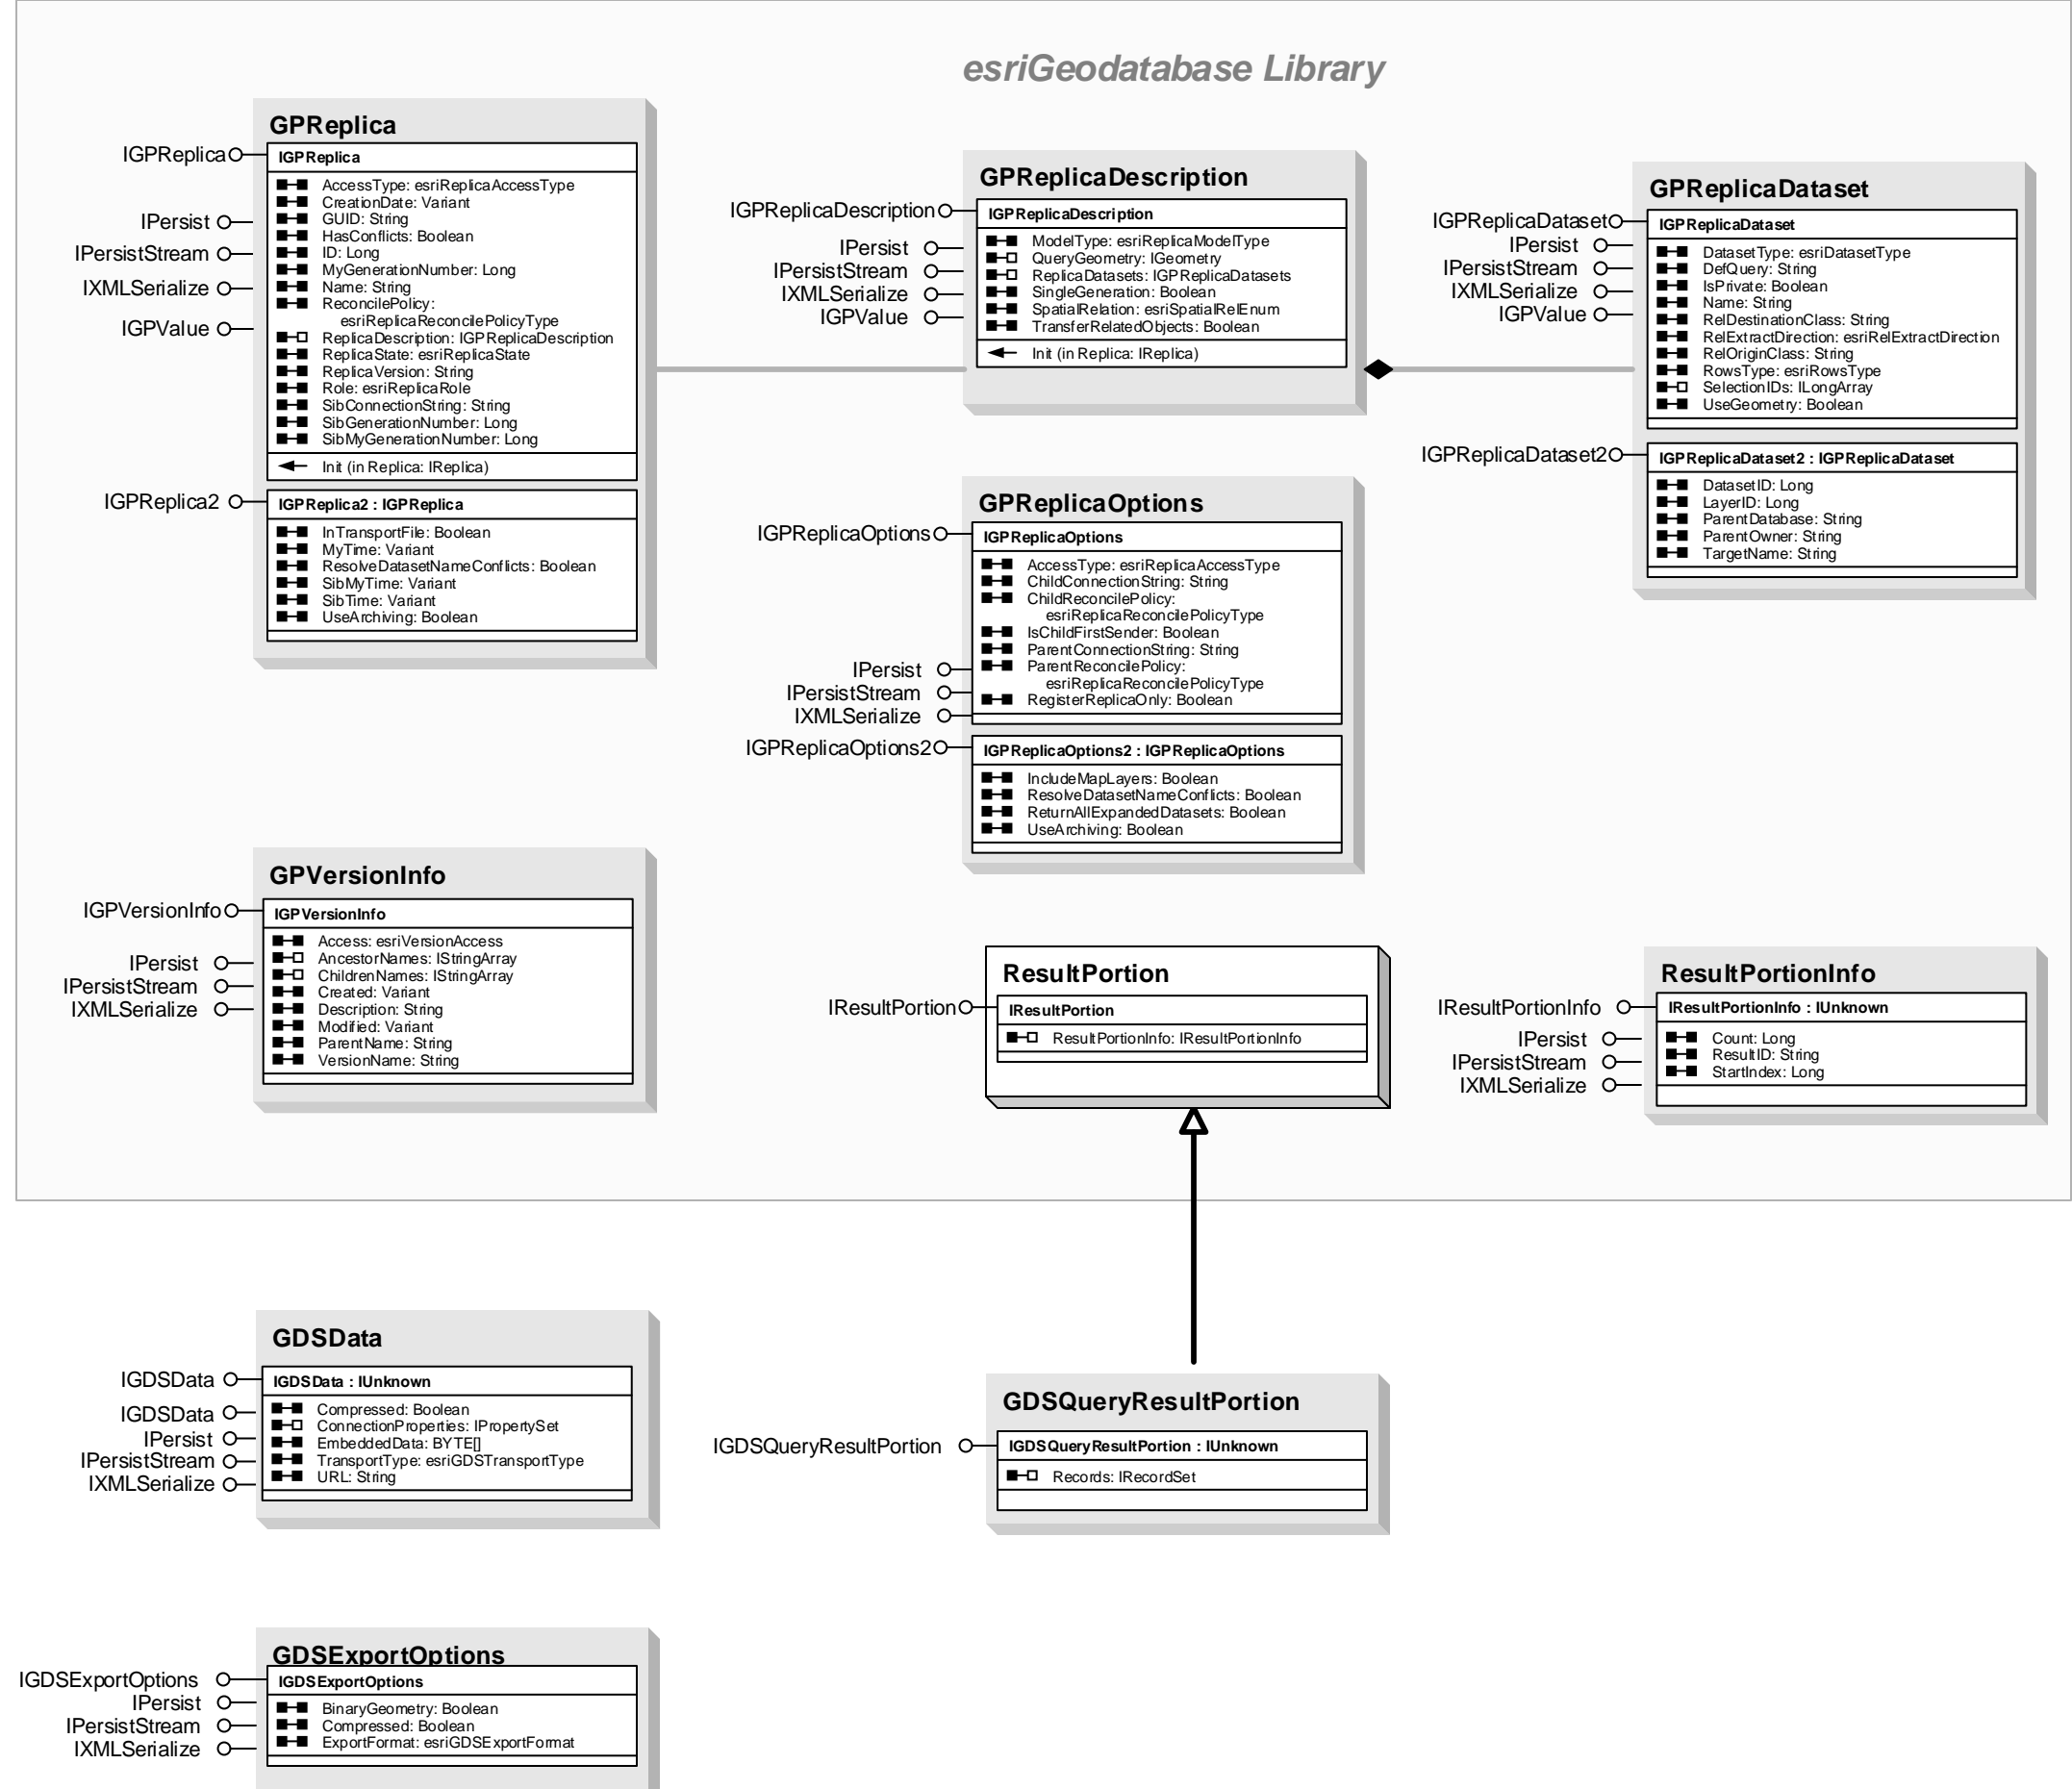 esriGeodatabase Library
GPReplica
IGPReplica
IGPReplica
AccessType: esriReplicaAccessType
CreationDate: Variant
IPersist
GUID: String
HasConflicts: Boolean
IPersistStream
ID: Long
MyGenerationNumber: Long
IXMLSerialize
Name: String
ReconcilePolicy:
esriReplicaReconcilePolicyType
IGPValue
ReplicaDescription: IGPReplicaDescription
ReplicaState: esriReplicaState
ReplicaVersion: String
Role: esriReplicaRole
SibConnectionString: String
SibGenerationNumber: Long
SibMyGenerationNumber: Long
Init (in Replica: IReplica)
IGPReplica2
IGPReplica2 : IGPReplica
InTransportFile: Boolean
MyTime: Variant
ResolveDatasetNameConflicts: Boolean
SibMyTime: Variant
SibTime: Variant
UseArchiving: Boolean
GPReplicaDescription
IGPReplicaDescription
IGPReplicaDescription
IPersist
IPersistStream
IXMLSerialize
IGPValue
ModelType: esriReplicaModelType
QueryGeometry: IGeometry
ReplicaDatasets: IGPReplicaDatasets
SingleGeneration: Boolean
SpatialRelation: esriSpatialRelEnum
TransferRelatedObjects: Boolean
Init (in Replica: IReplica)
GPReplicaDataset
IGPReplicaDataset
IGPReplicaDataset
IPersist
IPersistStream
IXMLSerialize
IGPValue
DatasetType: esriDatasetType
DefQuery: String
IsPrivate: Boolean
Name: String
RelDestinationClass: String
RelExtractDirection: esriRelExtractDirection
RelOriginClass: String
RowsType: esriRowsType
SelectionIDs: ILongArray
UseGeometry: Boolean
IGPReplicaDataset2
IGPReplicaDataset2 : IGPReplicaDataset
DatasetID: Long
LayerID: Long
ParentDatabase: String
ParentOwner: String
TargetName: String
GPReplicaOptions
IGPReplicaOptions
IGPReplicaOptions
AccessType: esriReplicaAccessType
ChildConnectionString: String
ChildReconcilePolicy:
esriReplicaReconcilePolicyType
IsChildFirstSender: Boolean
ParentConnectionString: String
ParentReconcilePolicy:
esriReplicaReconcilePolicyType
RegisterReplicaOnly: Boolean
IPersist
IPersistStream
IXMLSerialize
IGPReplicaOptions2
IGPReplicaOptions2 : IGPReplicaOptions
IncludeMapLayers: Boolean
ResolveDatasetNameConflicts: Boolean
ReturnAllExpandedDatasets: Boolean
UseArchiving: Boolean
GPVersionInfo
IGPVersionInfo
IGPVersionInfo
IPersist
IPersistStream
IXMLSerialize
Access: esriVersionAccess
AncestorNames: IStringArray
ChildrenNames: IStringArray
Created: Variant
Description: String
Modified: Variant
ParentName: String
VersionName: String
ResultPortion
IResultPortion
IResultPortion
ResultPortionInfo: IResultPortionInfo
ResultPortionInfo
IResultPortionInfo
IResultPortionInfo : IUnknown
IPersist
IPersistStream
IXMLSerialize
Count: Long
ResultID: String
StartIndex: Long
GDSData
IGDSData
IGDSData : IUnknown
IGDSData
IPersist
IPersistStream
IXMLSerialize
Compressed: Boolean
ConnectionProperties: IPropertySet
EmbeddedData: BYTE[]
TransportType: esriGDSTransportType
URL: String
GDSQueryResultPortion
IGDSQueryResultPortion
IGDSQueryResultPortion : IUnknown
Records: IRecordSet
GDSExportOptions
IGDSExportOptions
IGDSExportOptions
IPersist
IPersistStream
IXMLSerialize
BinaryGeometry: Boolean
Compressed: Boolean
ExportFormat: esriGDSExportFormat